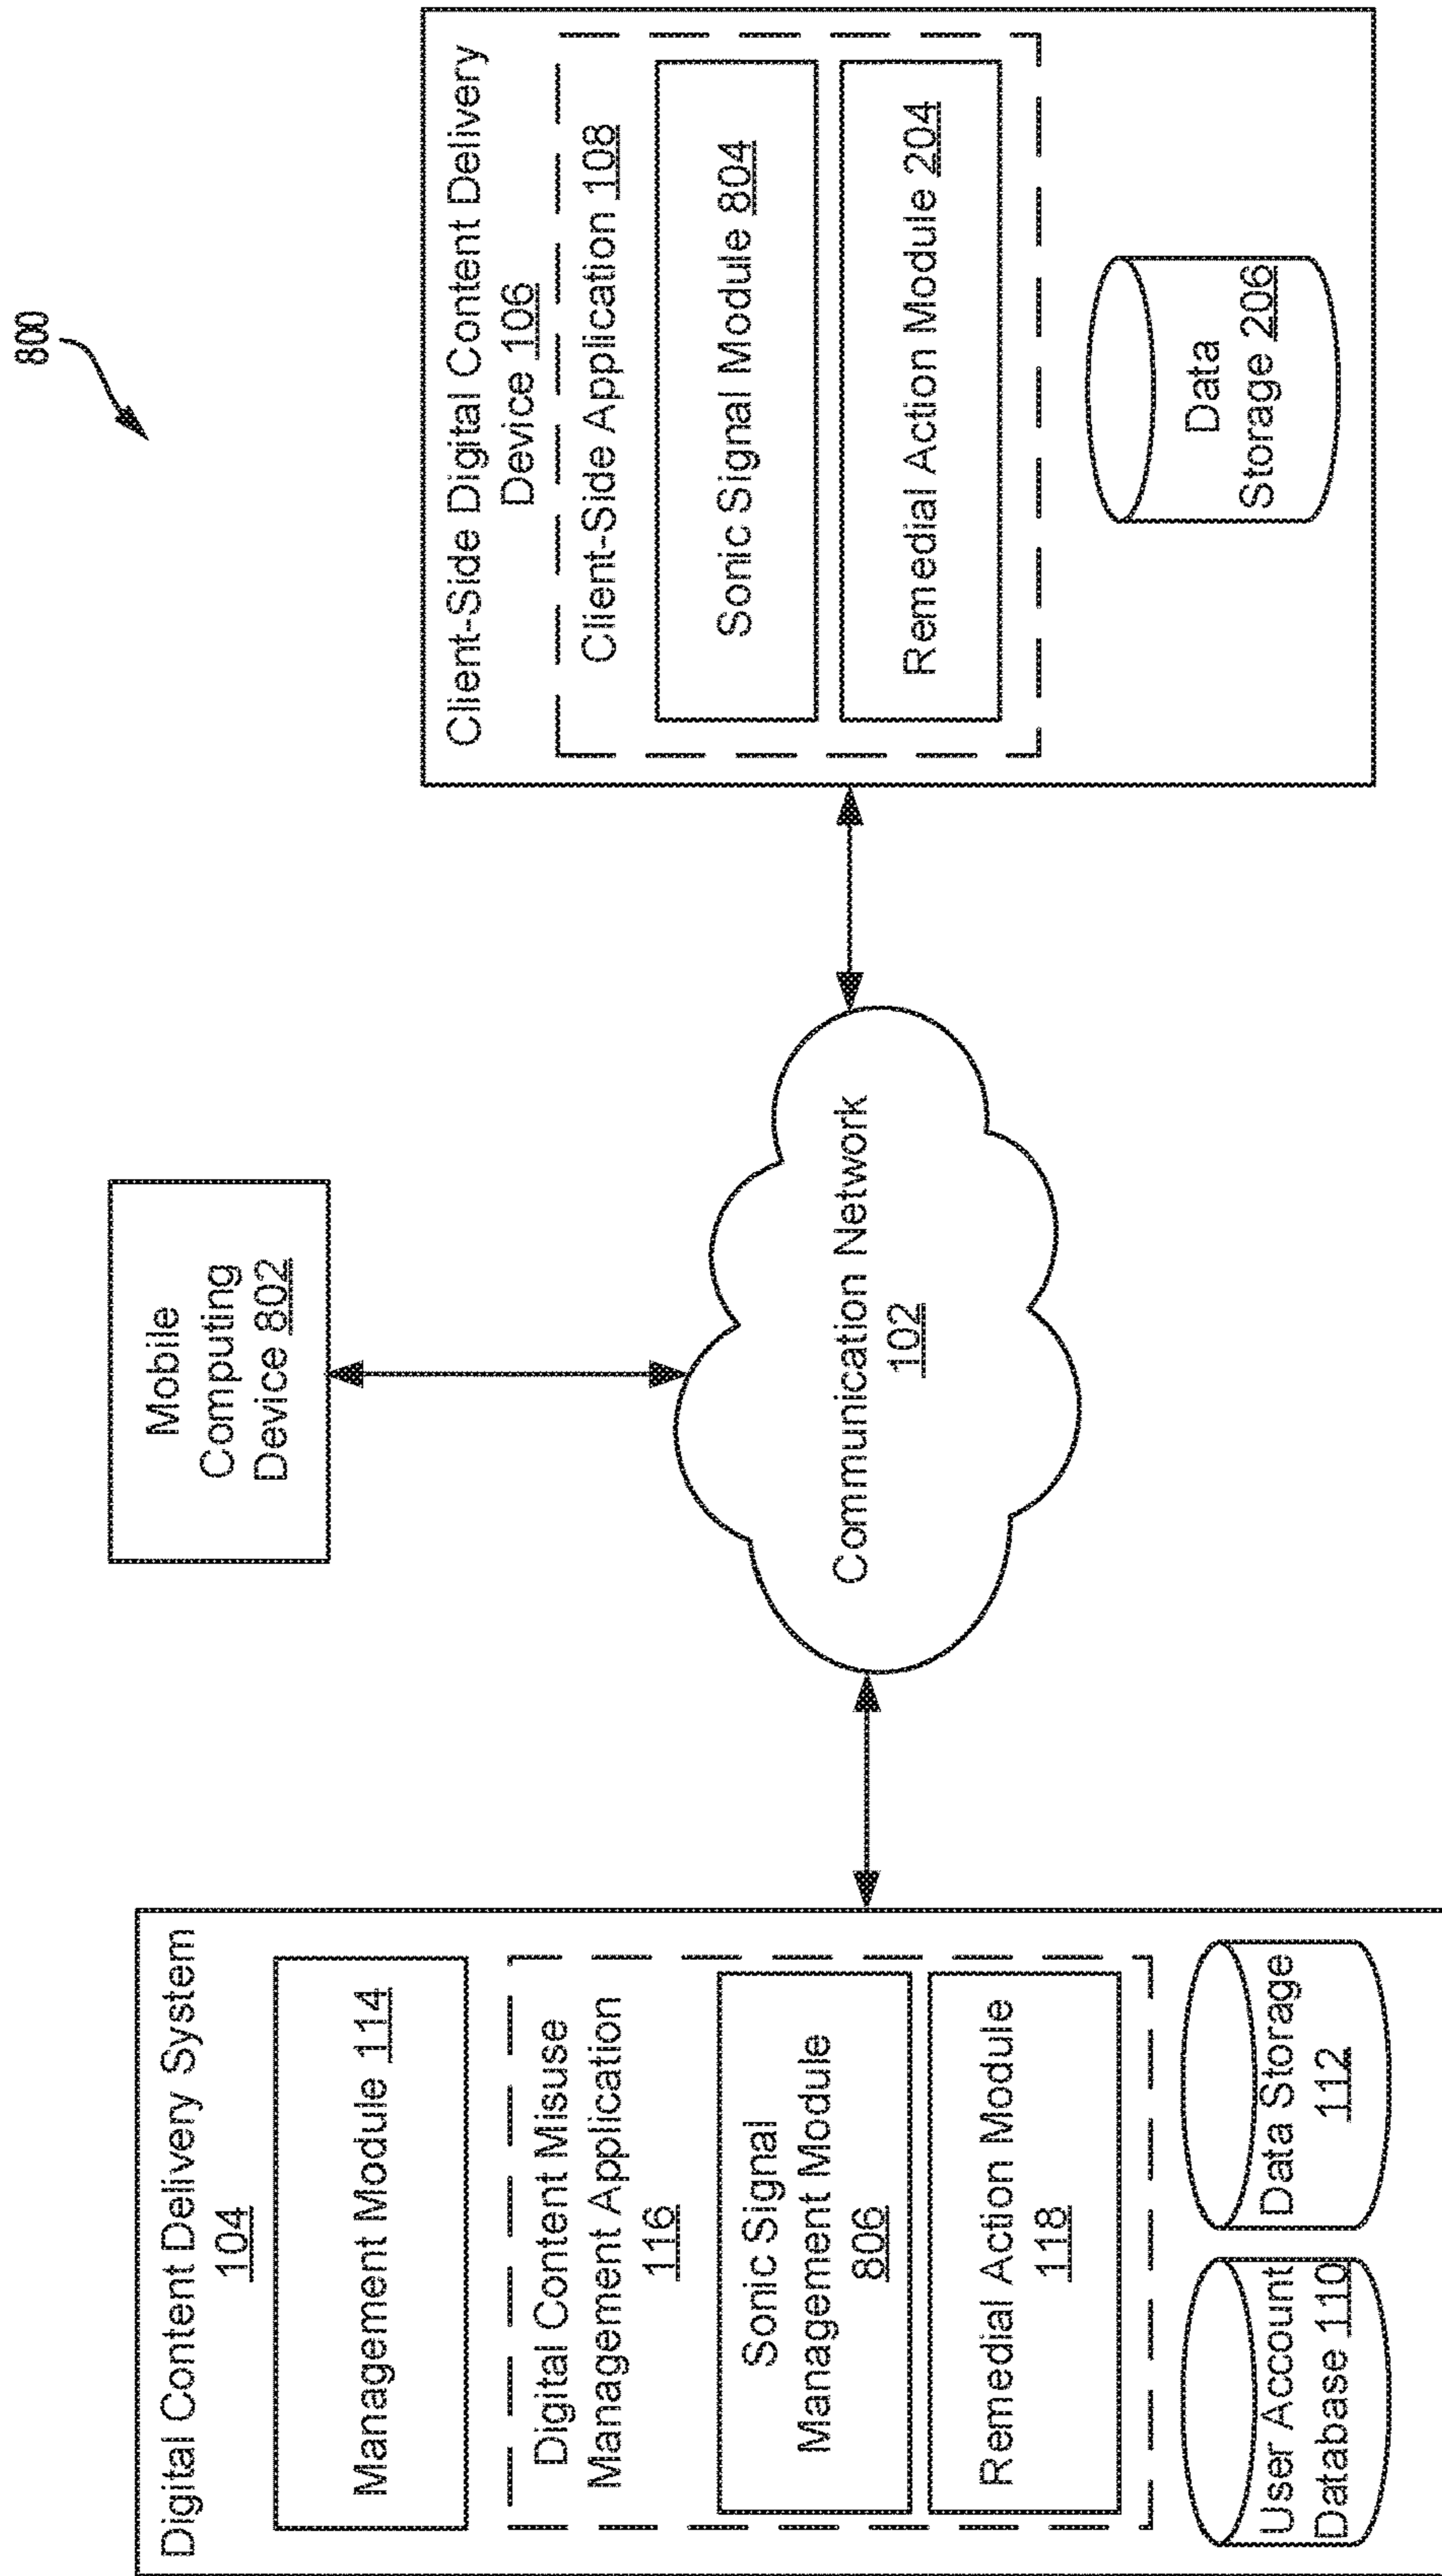 800
Digital Content Delivery System
104
Management Module 114
Digital Content Misuse
Management Application
116
Sonic Signal
Management Module
806
Remedial Action Module
118
User Account
Database 110
Data Storage
112
Mobile
Computing
Device 802
Communication Network
102
Client-Side Digital Content Delivery
Device 106
Client-Side Application 108
Sonic Signal Module 804
Remedial Action Module 204
Data
Storage 206